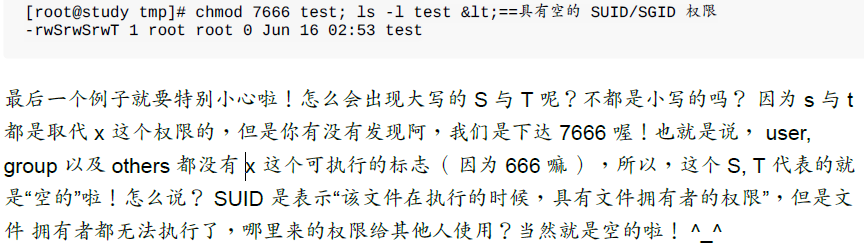 [root@study tmp]# chmod 7666 test; ls -l test &lt;==具有空的 SUID/SGID 权限
-rwSrwSrwT 1 root root 0 Jun 16 02:53 test
最后一个例子就要特别小心啦！怎么会出现大写的 S 与 T 呢？不都是小写的吗？ 因为 s 与 t
都是取代 x 这个权限的，但是你有没有发现阿，我们是下达 7666 喔！也就是说， user,
group 以及 others 都没有 x 这个可执行的标志（ 因为 666 嘛 ），所以，这个 S, T 代表的就
是“空的”啦！怎么说？ SUID 是表示“该文件在执行的时候，具有文件拥有者的权限”，但是文
件 拥有者都无法执行了，哪里来的权限给其他人使用？当然就是空的啦！ ^_^